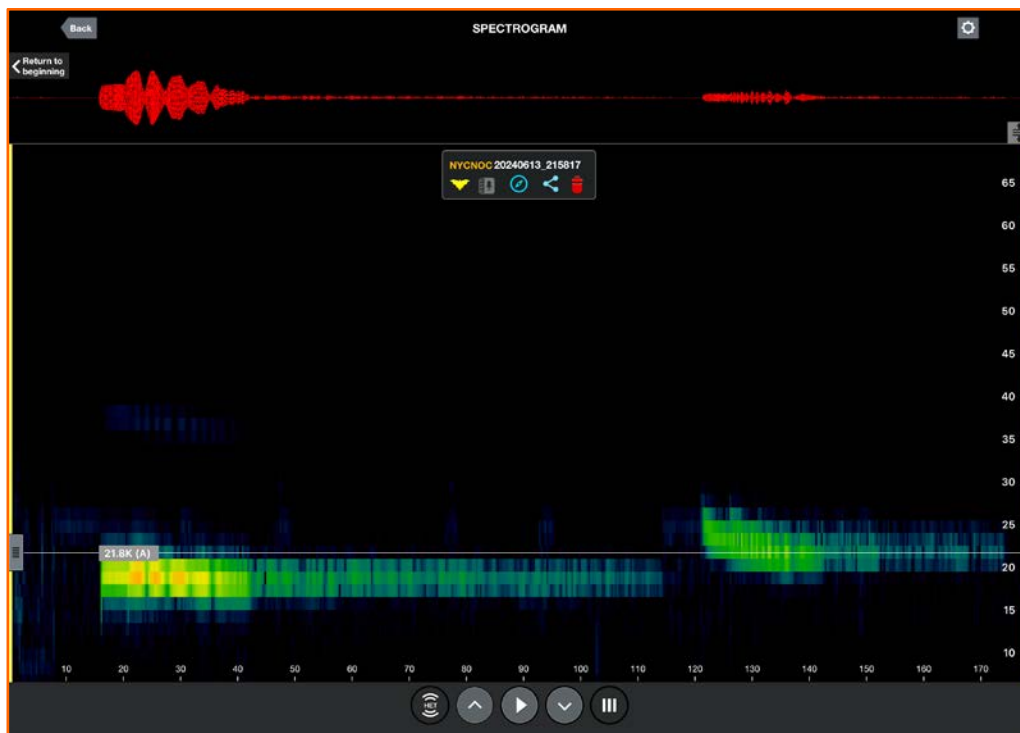 Back
SPECTROGRAM
Return to
beginning
NYCNOC 20240613_215817
65
60
55
50
45
40
35
30
25
21.8K (A)
20
15
10
10 20 30 40 50 60 70 80 90 100 110 120 130 140 150 160 170
HET